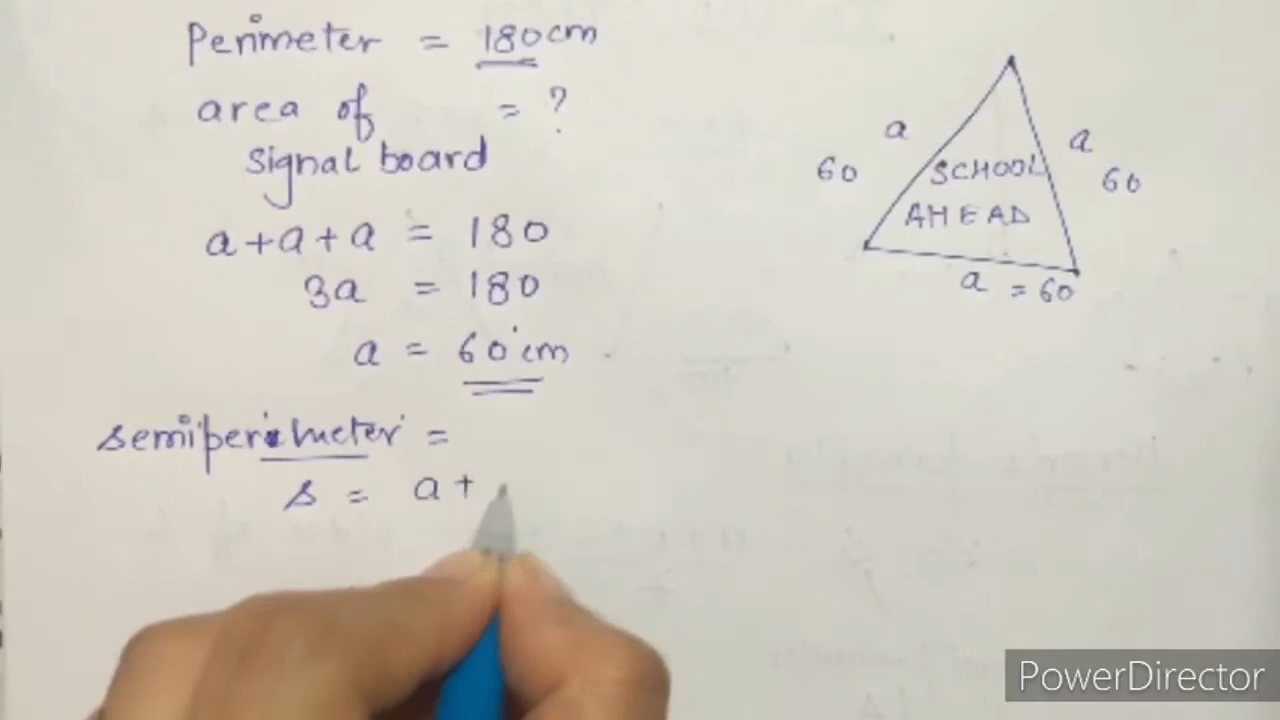 Perimeter = 180cm
area of = ?
signal board
a+a+a = 180
3a = 180
a = 60 cm
semiperimeter =
s = a+
a
60
a
60
SCHOOL
AHEAD
a = 60
PowerDirector